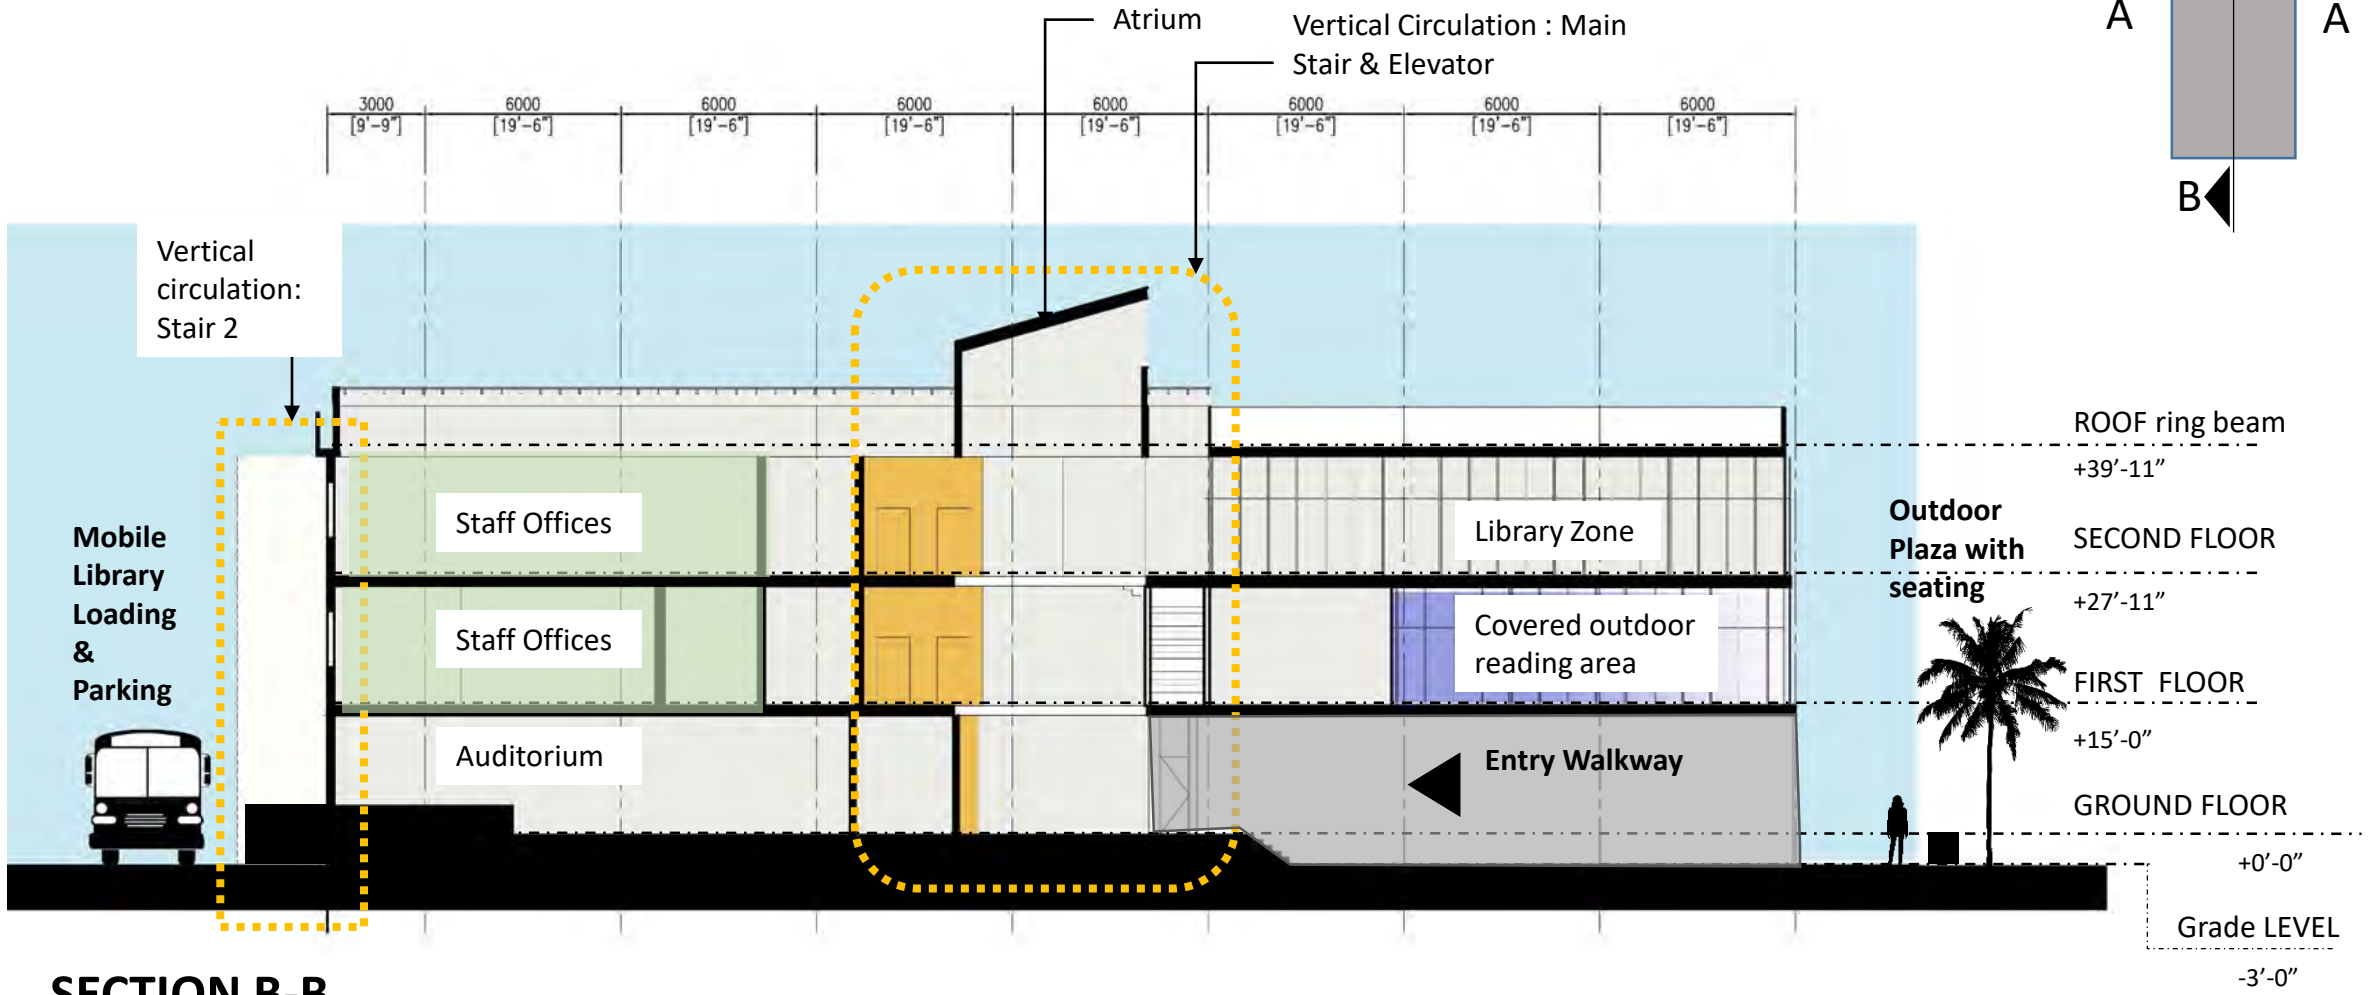 Atrium
Vertical Circulation : Main
Stair & Elevator
A
A
3000
[9'-9"]
6000
[19'-6"]
6000
[19'-6"]
6000
[19'-6"]
6000
[19'-6"]
6000
[19'-6"]
6000
[19'-6"]
6000
[19'-6"]
B
Vertical
circulation:
Stair 2
Mobile
Library
Loading
&
Parking
Staff Offices
Staff Offices
Auditorium
Library Zone
Covered outdoor
reading area
Entry Walkway
Outdoor
Plaza with
seating
ROOF ring beam
+39'-11”
SECOND FLOOR
+27'-11”
FIRST FLOOR
+15'-0”
GROUND FLOOR
+0'-0”
Grade LEVEL
-3'-0”
SECTION B-B